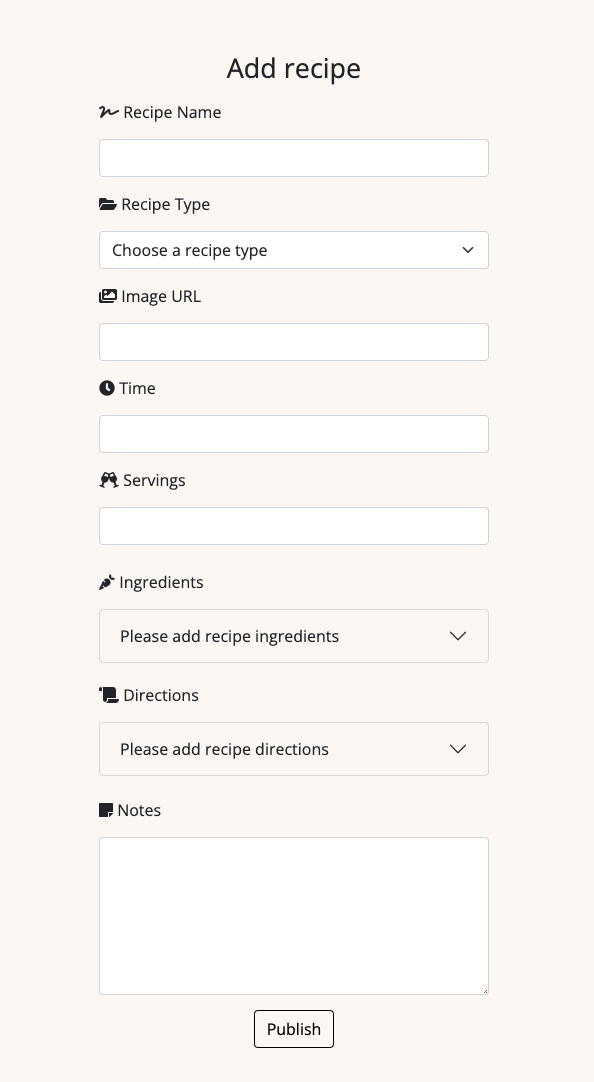 Add recipe
Recipe Name
Recipe Type
Choose a recipe type
Image URL
Time
Servings
Ingredients
Please add recipe ingredients
Directions
Please add recipe directions
Notes
Publish